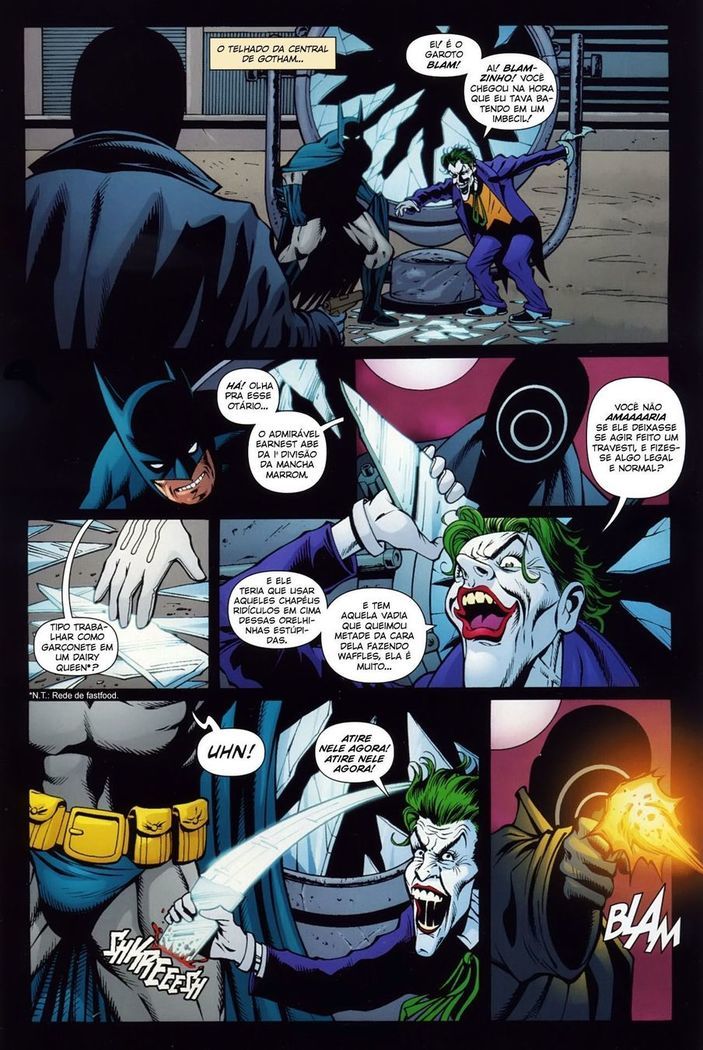 O TELHADO DA CENTRAL
DE GOTHAM...
EI! É O
GAROTO
BLAM!
AI! BLAM-
ZINHO! VOCÊ
CHEGOU NA HORA
QUE EU TAVA BA-
TENDO EM UM
IMBECIL!
HÁ! OLHA
PRA ESSE
OTÁRIO...
O ADMIRÁVEL
EARNEST ABE
DA 1ª DIVISÃO
DA MANCHA
MARROM.
VOCÊ NÃO
AMAAAARIA
SE ELE DEIXASSE
SE AGIR FEITO UM
TRAVESTI, E FIZES-
SE ALGO LEGAL
E NORMAL?
TIPO TRABA-
LHAR COMO
GARÇONETE
EM UM DAIRY
QUEEN*?
*N.T.: Rede de fastfood.
E ELE
TERIA QUE USAR
AQUELES CHAPÉUS
RIDÍCULOS EM CIMA
DESSAS ORELHI-
NHAS ESTÚPI-
DAS.
E TEM
AQUELA VADIA
QUE QUEIMOU
METADE DA CARA
DELA FAZENDO
WAFFLES, ELA É
MUITO...
UHN!
ATIRE
NELE AGORA!
ATIRE NELE
AGORA!
SHHREEESH
BLAM